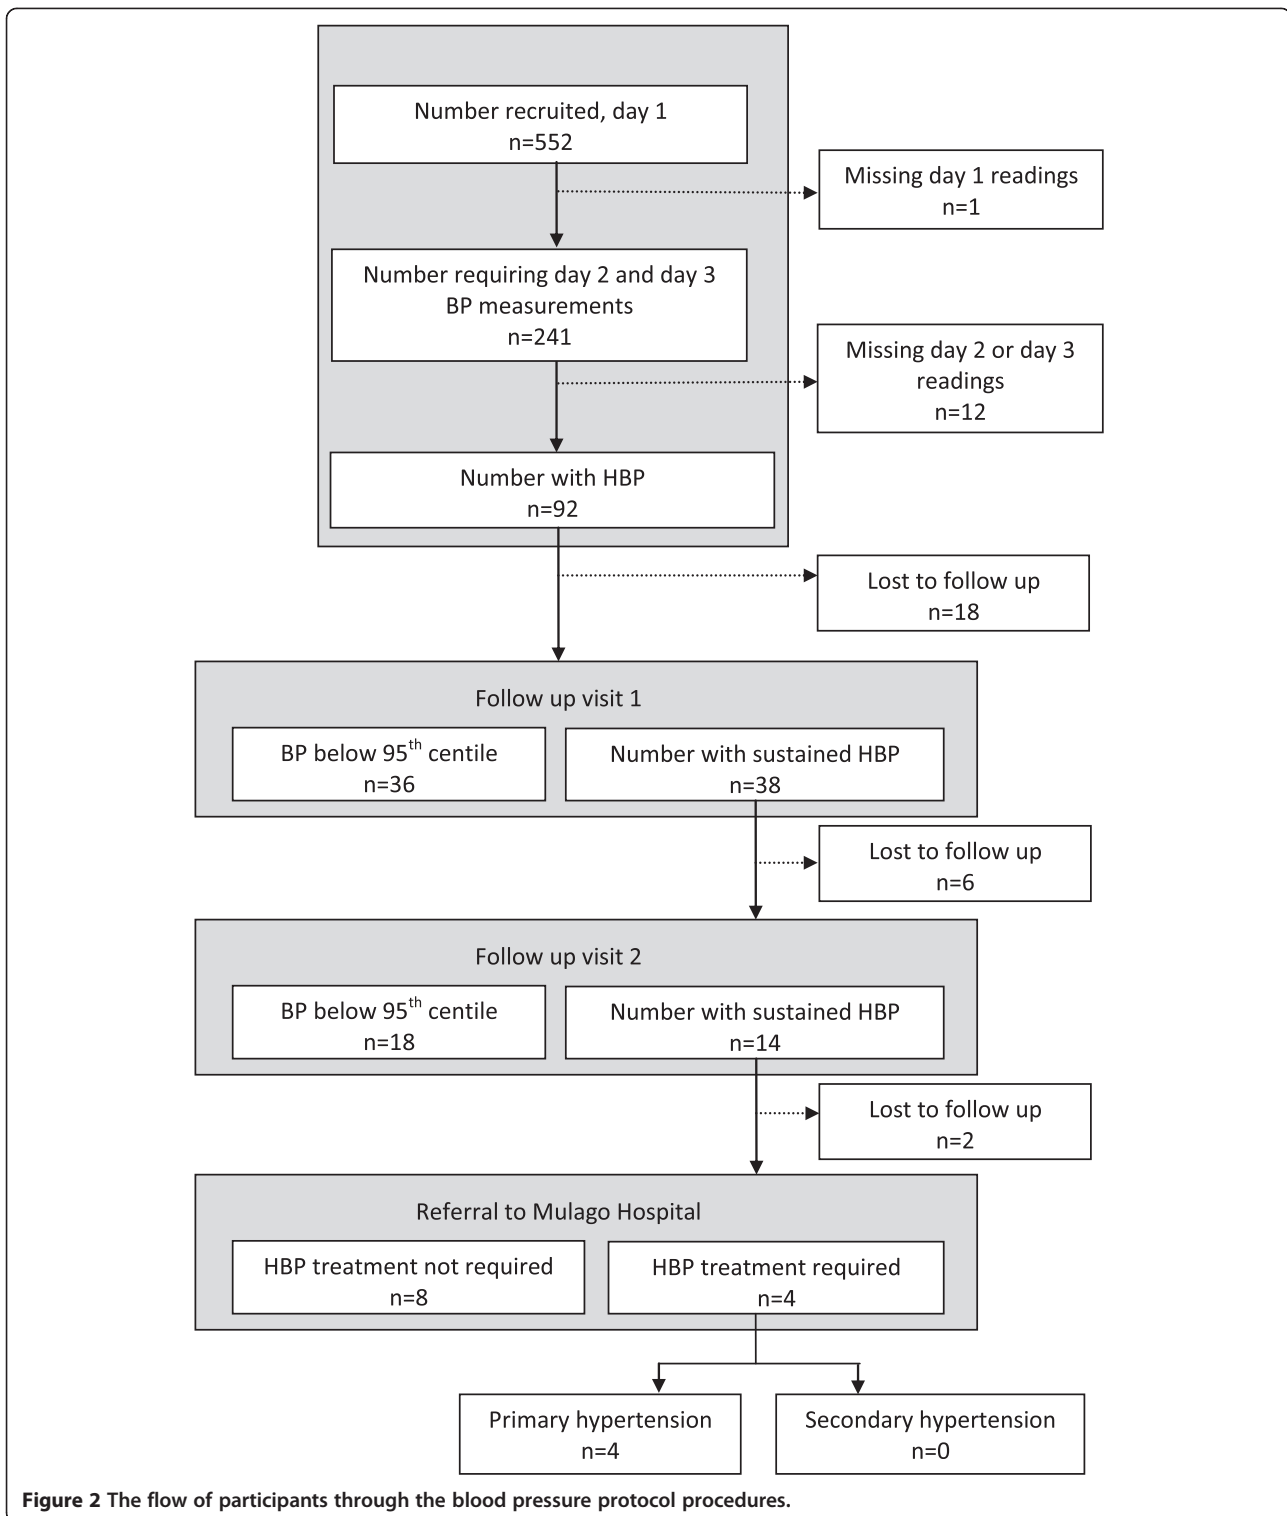 Number recruited, day 1
n=552
Missing day 1 readings
n=1
Number requiring day 2 and day 3
BP measurements
n=241
Missing day 2 or day 3
readings
n=12
Number with HBP
n=92
Lost to follow up
n=18
Follow up visit 1
BP below 95th centile
n=36
Number with sustained HBP
n=38
Lost to follow up
n=6
Follow up visit 2
BP below 95th centile
n=18
Number with sustained HBP
n=14
Lost to follow up
n=2
Referral to Mulago Hospital
HBP treatment not required
n=8
HBP treatment required
n=4
Primary hypertension
n=4
Secondary hypertension
n=0
Figure 2 The flow of participants through the blood pressure protocol procedures.